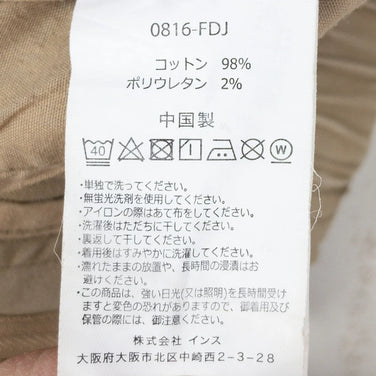 0816-FDJ
コットン 98%
ポリウレタン 2%
中国製
40 W
・単独で洗ってください。
・無蛍光洗剤を使用してください。
・アイロンの際はあて布をしてください。
・洗濯後はただちに干してください。
・裏返して干してください。
・着用後はすみやかに洗濯してください。
・濡れたままの放置や、長時間の浸漬はお
避けください。
・この商品は、強い日光(又は照明)を長く受け
ますと変色の恐れがありますので、御着用及び
保管の際には、御注意ください。
株式会社 インス
大阪府大阪市北区中崎西2-3-28